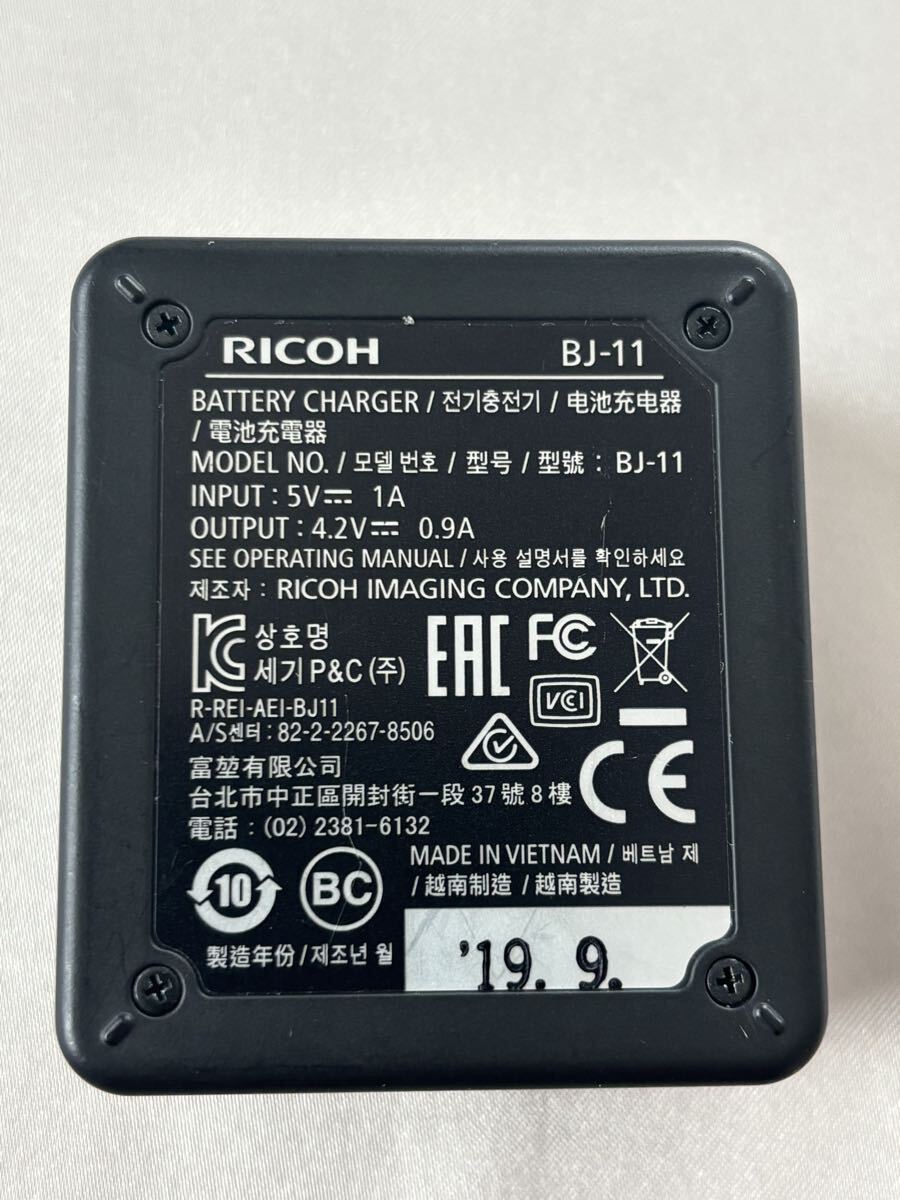 RICOH BJ-11
BATTERY CHARGER / 전기충전기 / 电池充电器
/ 電池充電器
MODEL NO. / 모델 번호 / 型号 / 型號 : BJ-11
INPUT : 5V⎓ 1A
OUTPUT : 4.2V⎓ 0.9A
SEE OPERATING MANUAL / 사용 설명서를 확인하세요
제조자 : RICOH IMAGING COMPANY, LTD.
KC 상호명
세기 P&C (주)
EAC FC
VCI
R-REI-AEI-BJ11
A/S센터 : 82-2-2267-8506
CE
富堃有限公司
台北市中正區開封街一段 37 號 8 樓
電話 : (02) 2381-6132
MADE IN VIETNAM / 베트남 제
/ 越南制造 / 越南製造
10 BC
製造年份 / 제조년 월
'19. 9.